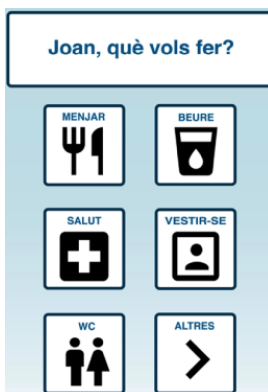 Joan, què vols fer?
MENJAR
BEURE
SALUT
VESTIR-SE
WC
ALTRES